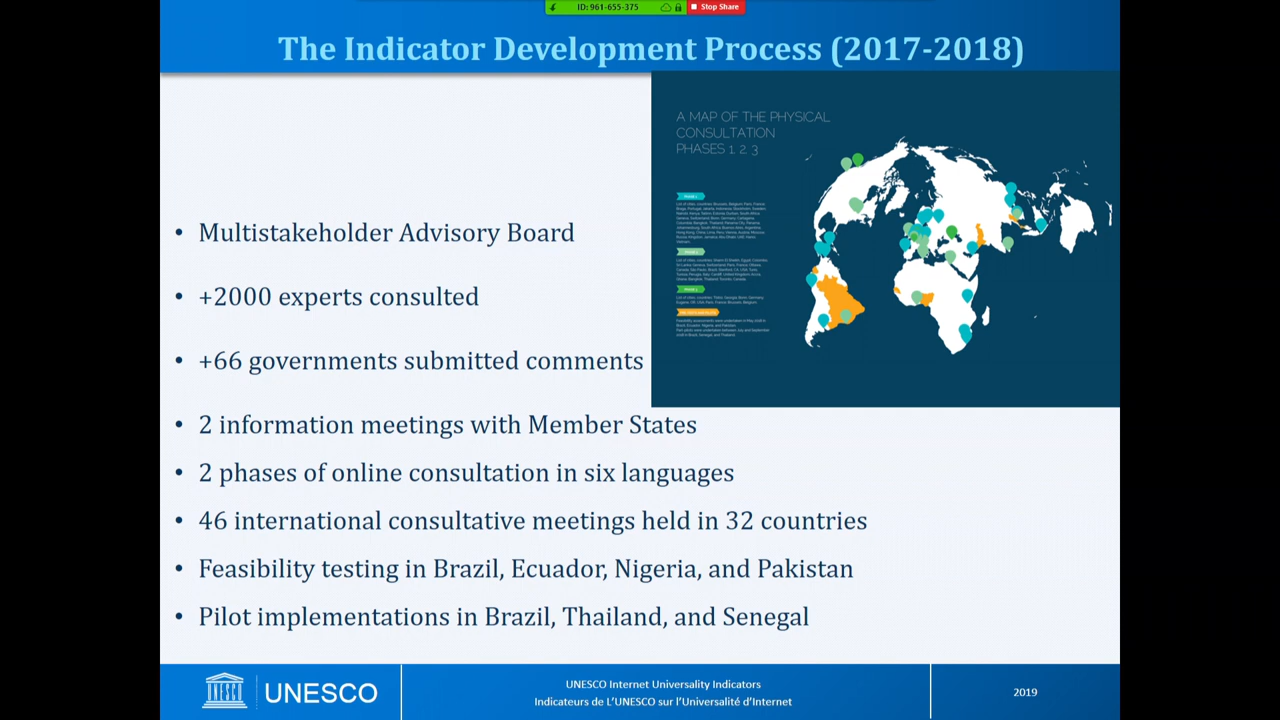 ID: 961-655-375
Stop Share
The Indicator Development Process (2017-2018)
A MAP OF THE PHYSICAL
CONSULTATION
PHASES 1. 2. 3
• Multistakeholder Advisory Board
• +2000 experts consulted
• +66 governments submitted comments
• 2 information meetings with Member States
• 2 phases of online consultation in six languages
• 46 international consultative meetings held in 32 countries
• Feasibility testing in Brazil, Ecuador, Nigeria, and Pakistan
• Pilot implementations in Brazil, Thailand, and Senegal
UNESCO
UNESCO
UNESCO Internet Universality Indicators
Indicateurs de L'UNESCO sur l'Universalité d'Internet
2019